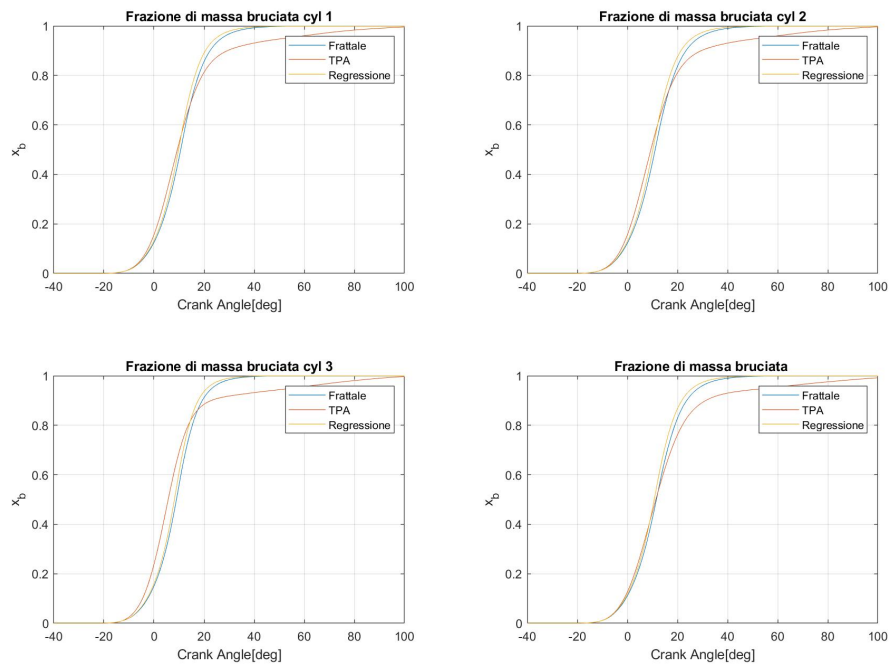 Frazione di massa bruciata cyl 1
1
0.8
0.6
0.4
0.2
0
x_b
-40 -20 0 20 40 60 80 100
Crank Angle[deg]
Frattale
TPA
Regressione
Frazione di massa bruciata cyl 2
1
0.8
0.6
0.4
0.2
0
x_b
-40 -20 0 20 40 60 80 100
Crank Angle[deg]
Frattale
TPA
Regressione
Frazione di massa bruciata cyl 3
1
0.8
0.6
0.4
0.2
0
x_b
-40 -20 0 20 40 60 80 100
Crank Angle[deg]
Frattale
TPA
Regressione
Frazione di massa bruciata
1
0.8
0.6
0.4
0.2
0
x_b
-40 -20 0 20 40 60 80 100
Crank Angle[deg]
Frattale
TPA
Regressione